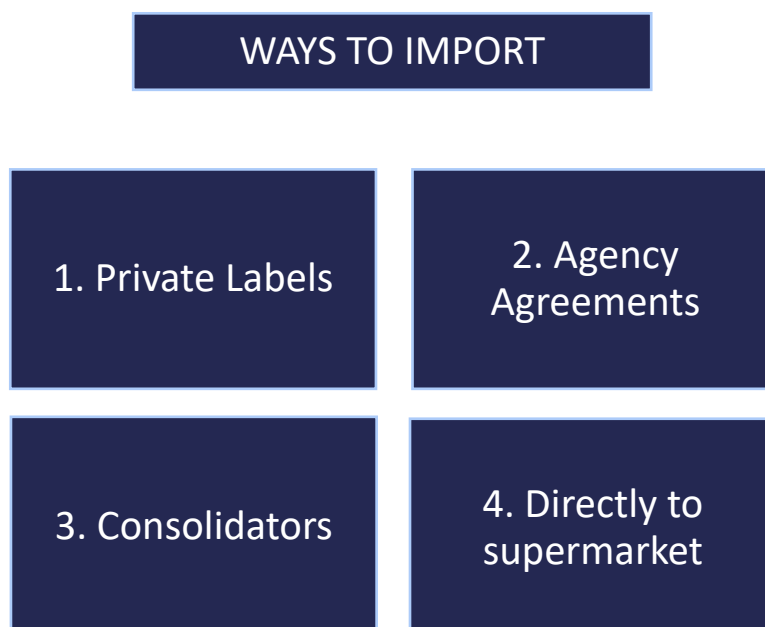 WAYS TO IMPORT
1. Private Labels
2. Agency
Agreements
3. Consolidators
4. Directly to
supermarket